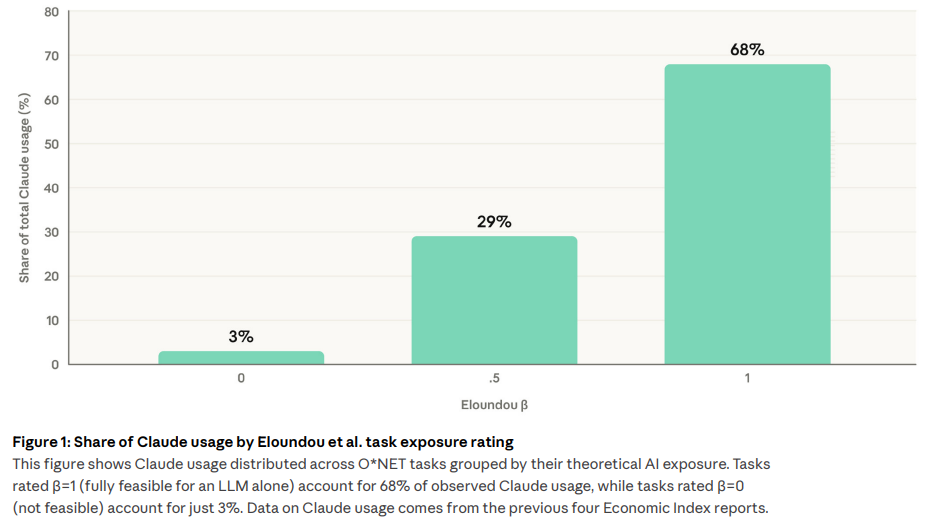 80
70
60
50
40
30
20
10
0
Share of total Claude usage (%)
3%
29%
68%
0
.5
1
Eloundou β
Figure 1: Share of Claude usage by Eloundou et al. task exposure rating
This figure shows Claude usage distributed across O*NET tasks grouped by their theoretical AI exposure. Tasks
rated β=1 (fully feasible for an LLM alone) account for 68% of observed Claude usage, while tasks rated β=0
(not feasible) account for just 3%. Data on Claude usage comes from the previous four Economic Index reports.